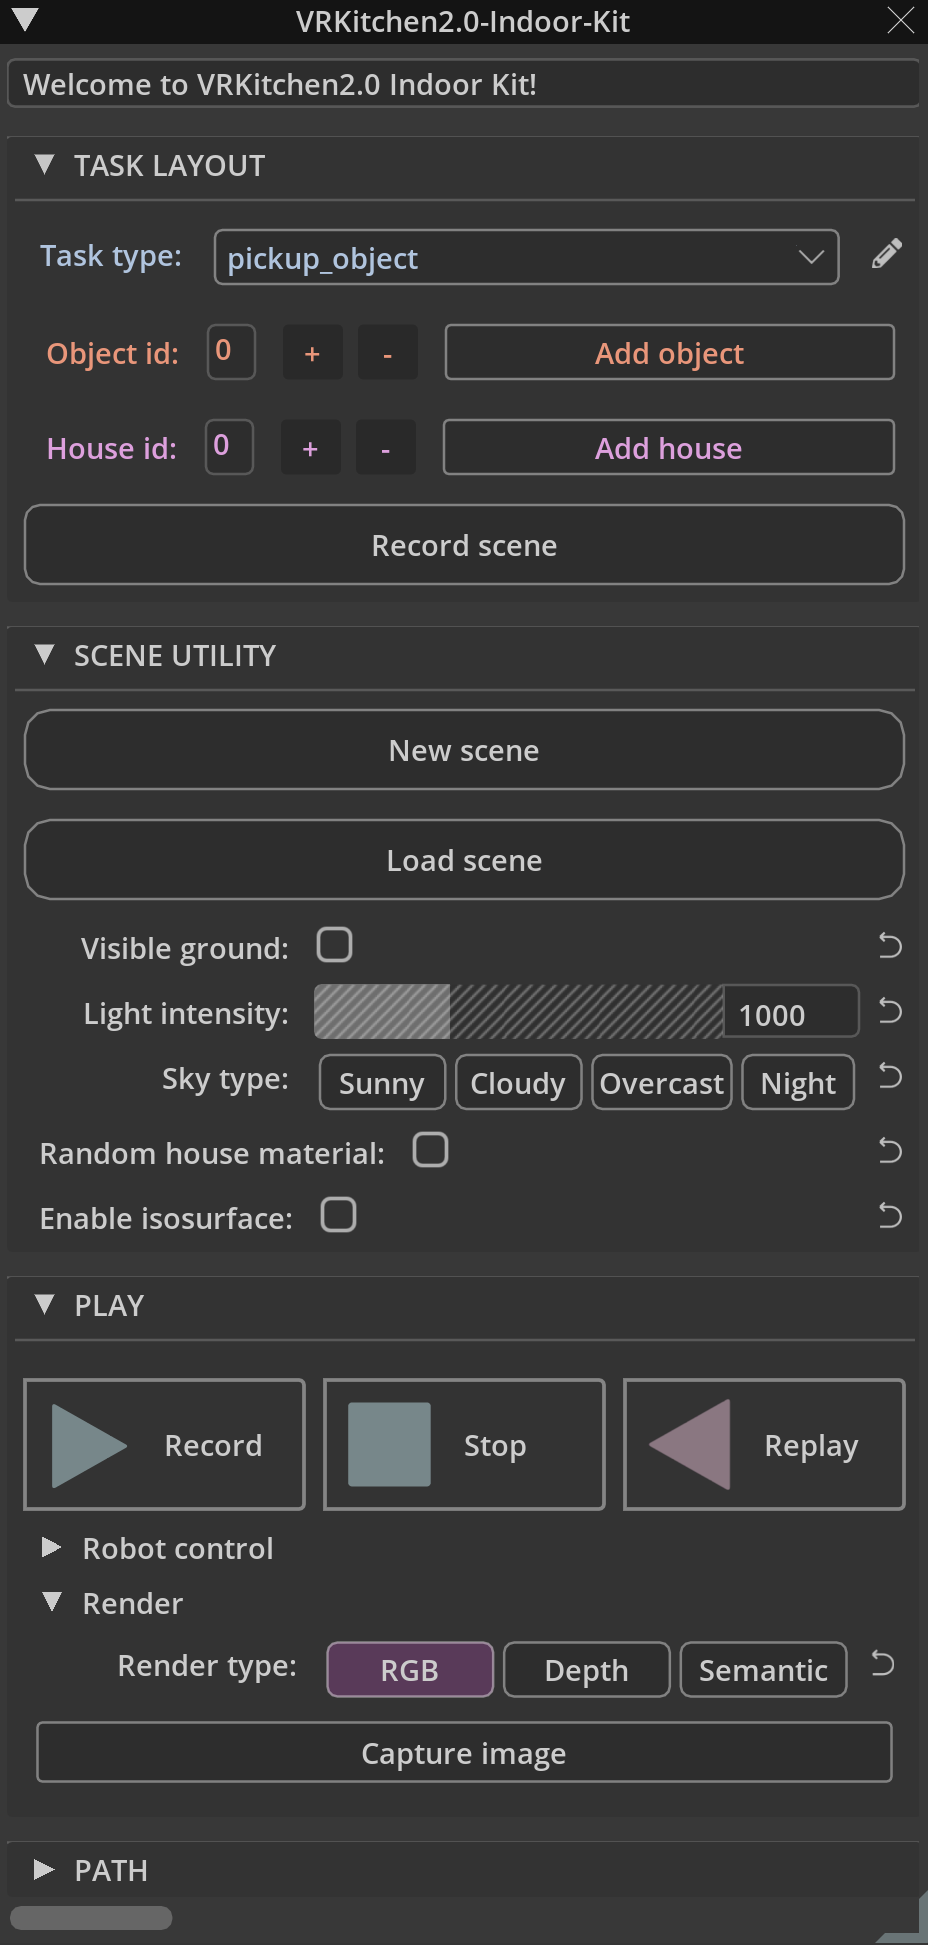 VRKitchen2.0-Indoor-Kit
Welcome to VRKitchen2.0 Indoor Kit!
TASK LAYOUT
Task type: pickup_object
Object id: 0 + - Add object
House id: 0 + - Add house
Record scene
SCENE UTILITY
New scene
Load scene
Visible ground:
Light intensity: 1000
Sky type: Sunny Cloudy Overcast Night
Random house material:
Enable isosurface:
PLAY
Record Stop Replay
Robot control
Render
Render type: RGB Depth Semantic
Capture image
PATH